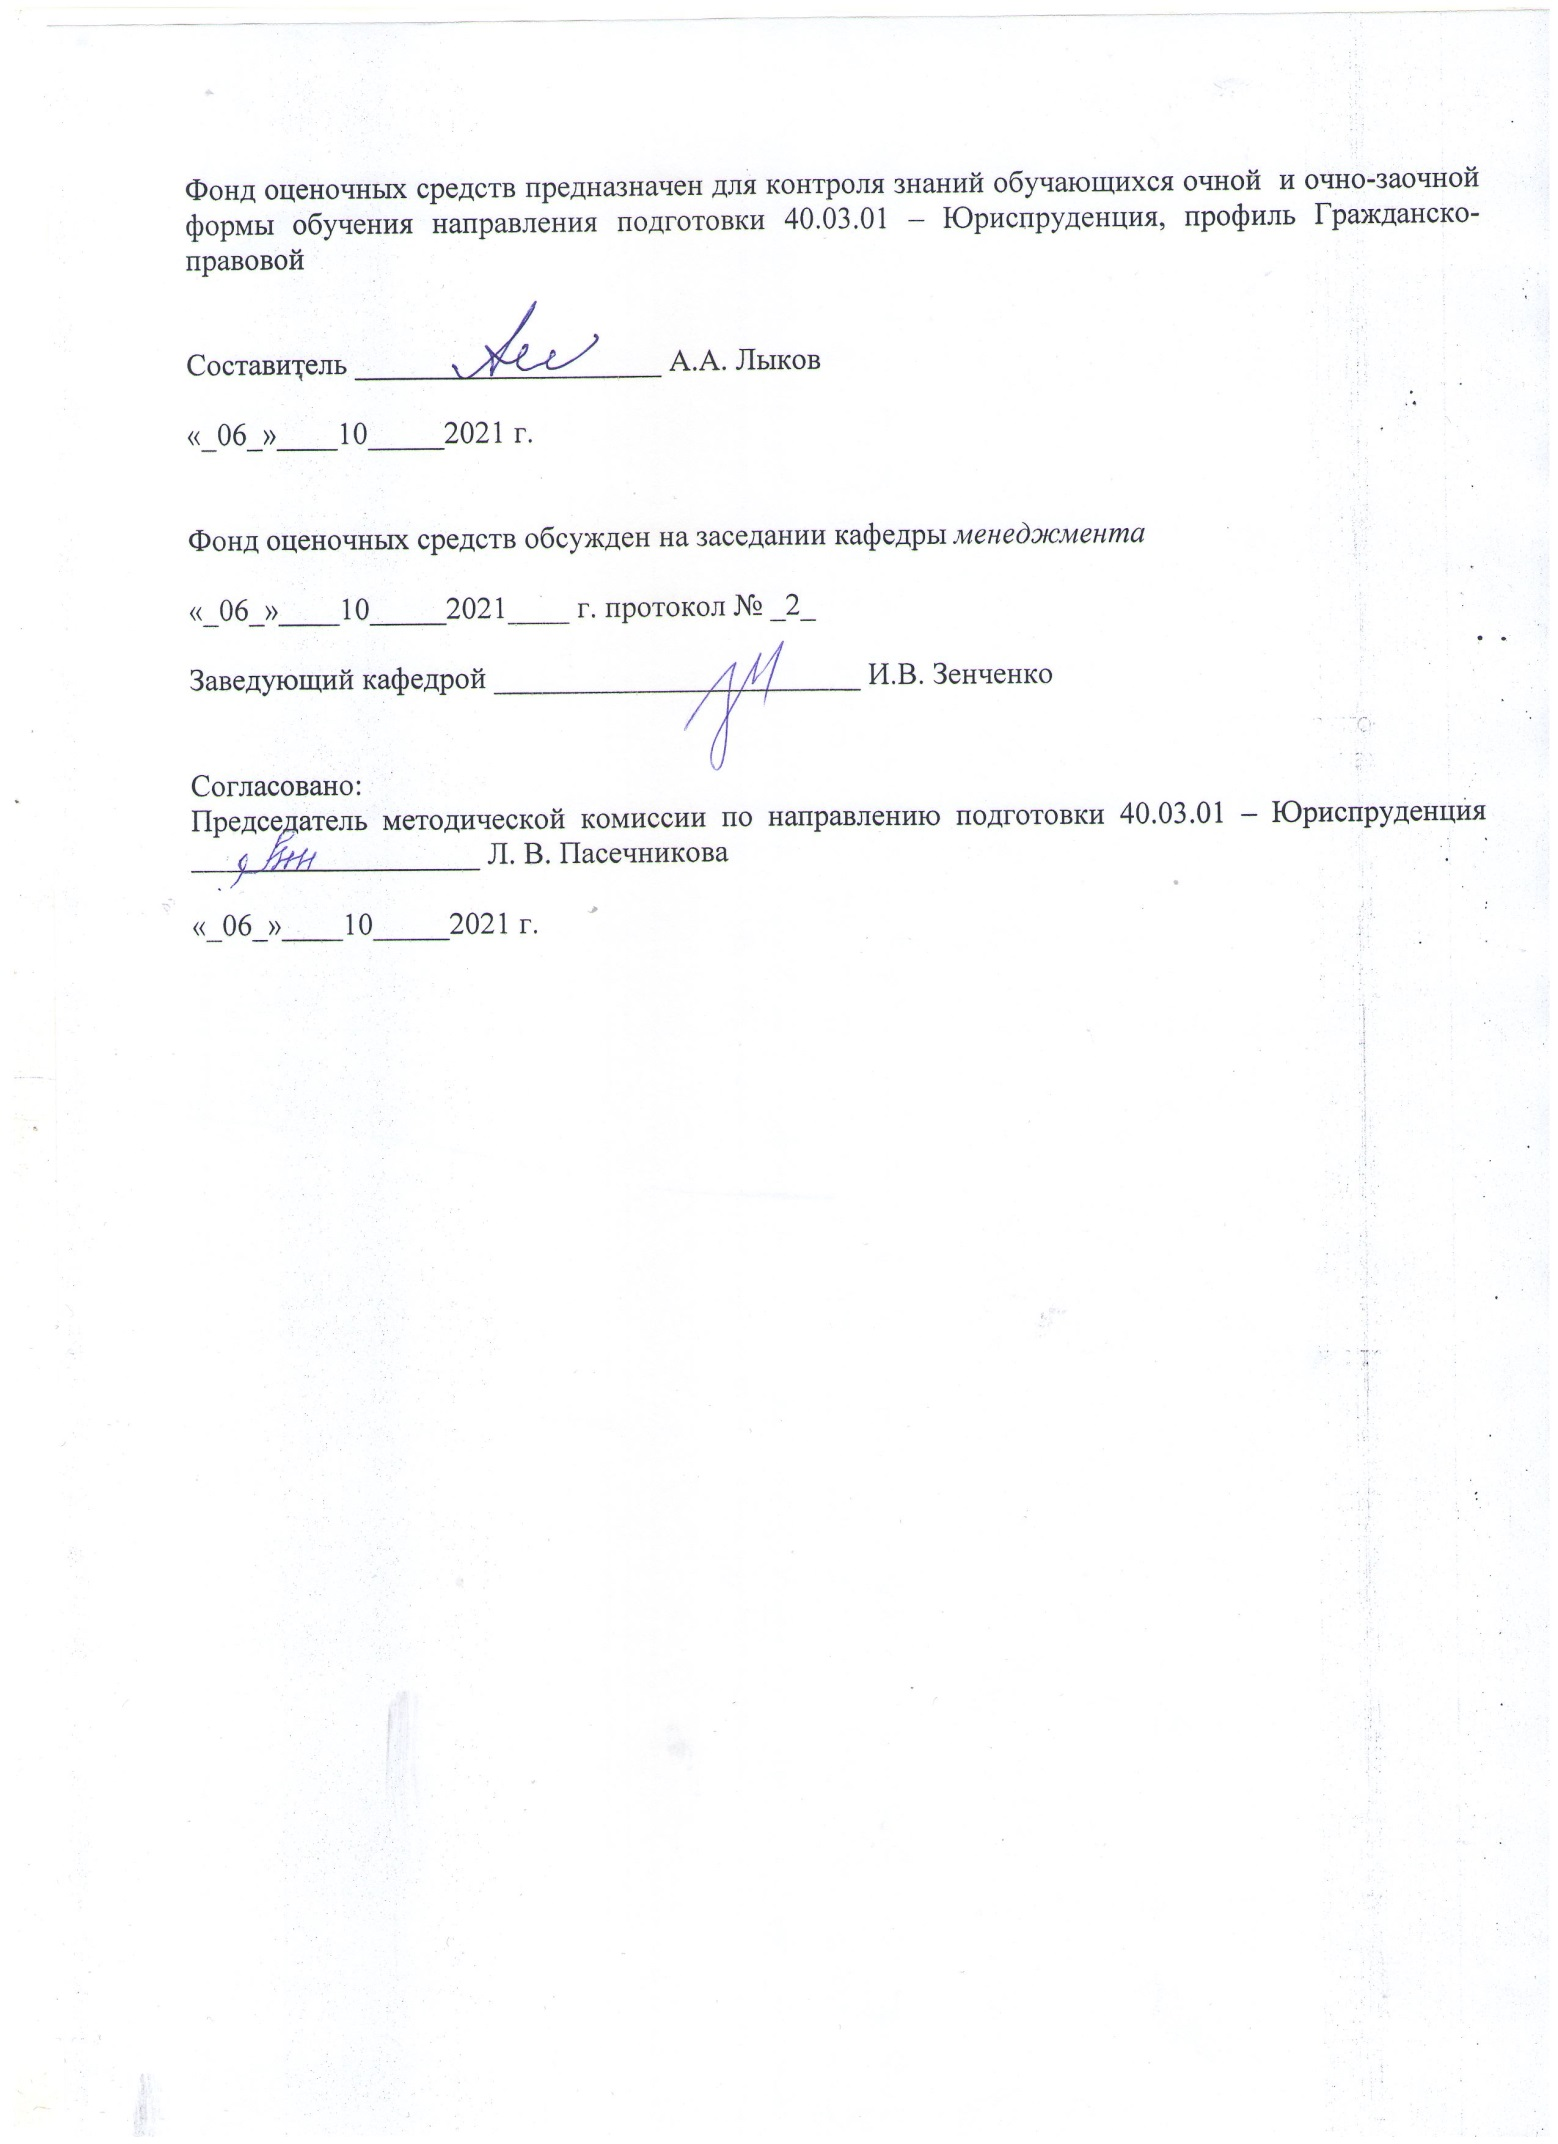 Фонд оценочных средств предназначен для контроля знаний обучающихся очной и очно-заочной
формы обучения направления подготовки 40.03.01 – Юриспруденция, профиль Гражданско-
правовой
Составитель ____________________ А.А. Лыков
«_06_»____10_____2021 г.
Фонд оценочных средств обсужден на заседании кафедры менеджмента
«_06_»____10_____2021____ г. протокол № _2_
Заведующий кафедрой ________________________ И.В. Зенченко
Согласовано:
Председатель методической комиссии по направлению подготовки 40.03.01 – Юриспруденция
___________________ Л. В. Пасечникова
«_06_»____10_____2021 г.